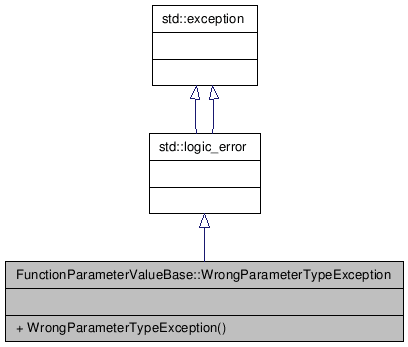 std::exception
std::logic_error
FunctionParameterValueBase::WrongParameterTypeException
+ WrongParameterTypeException()